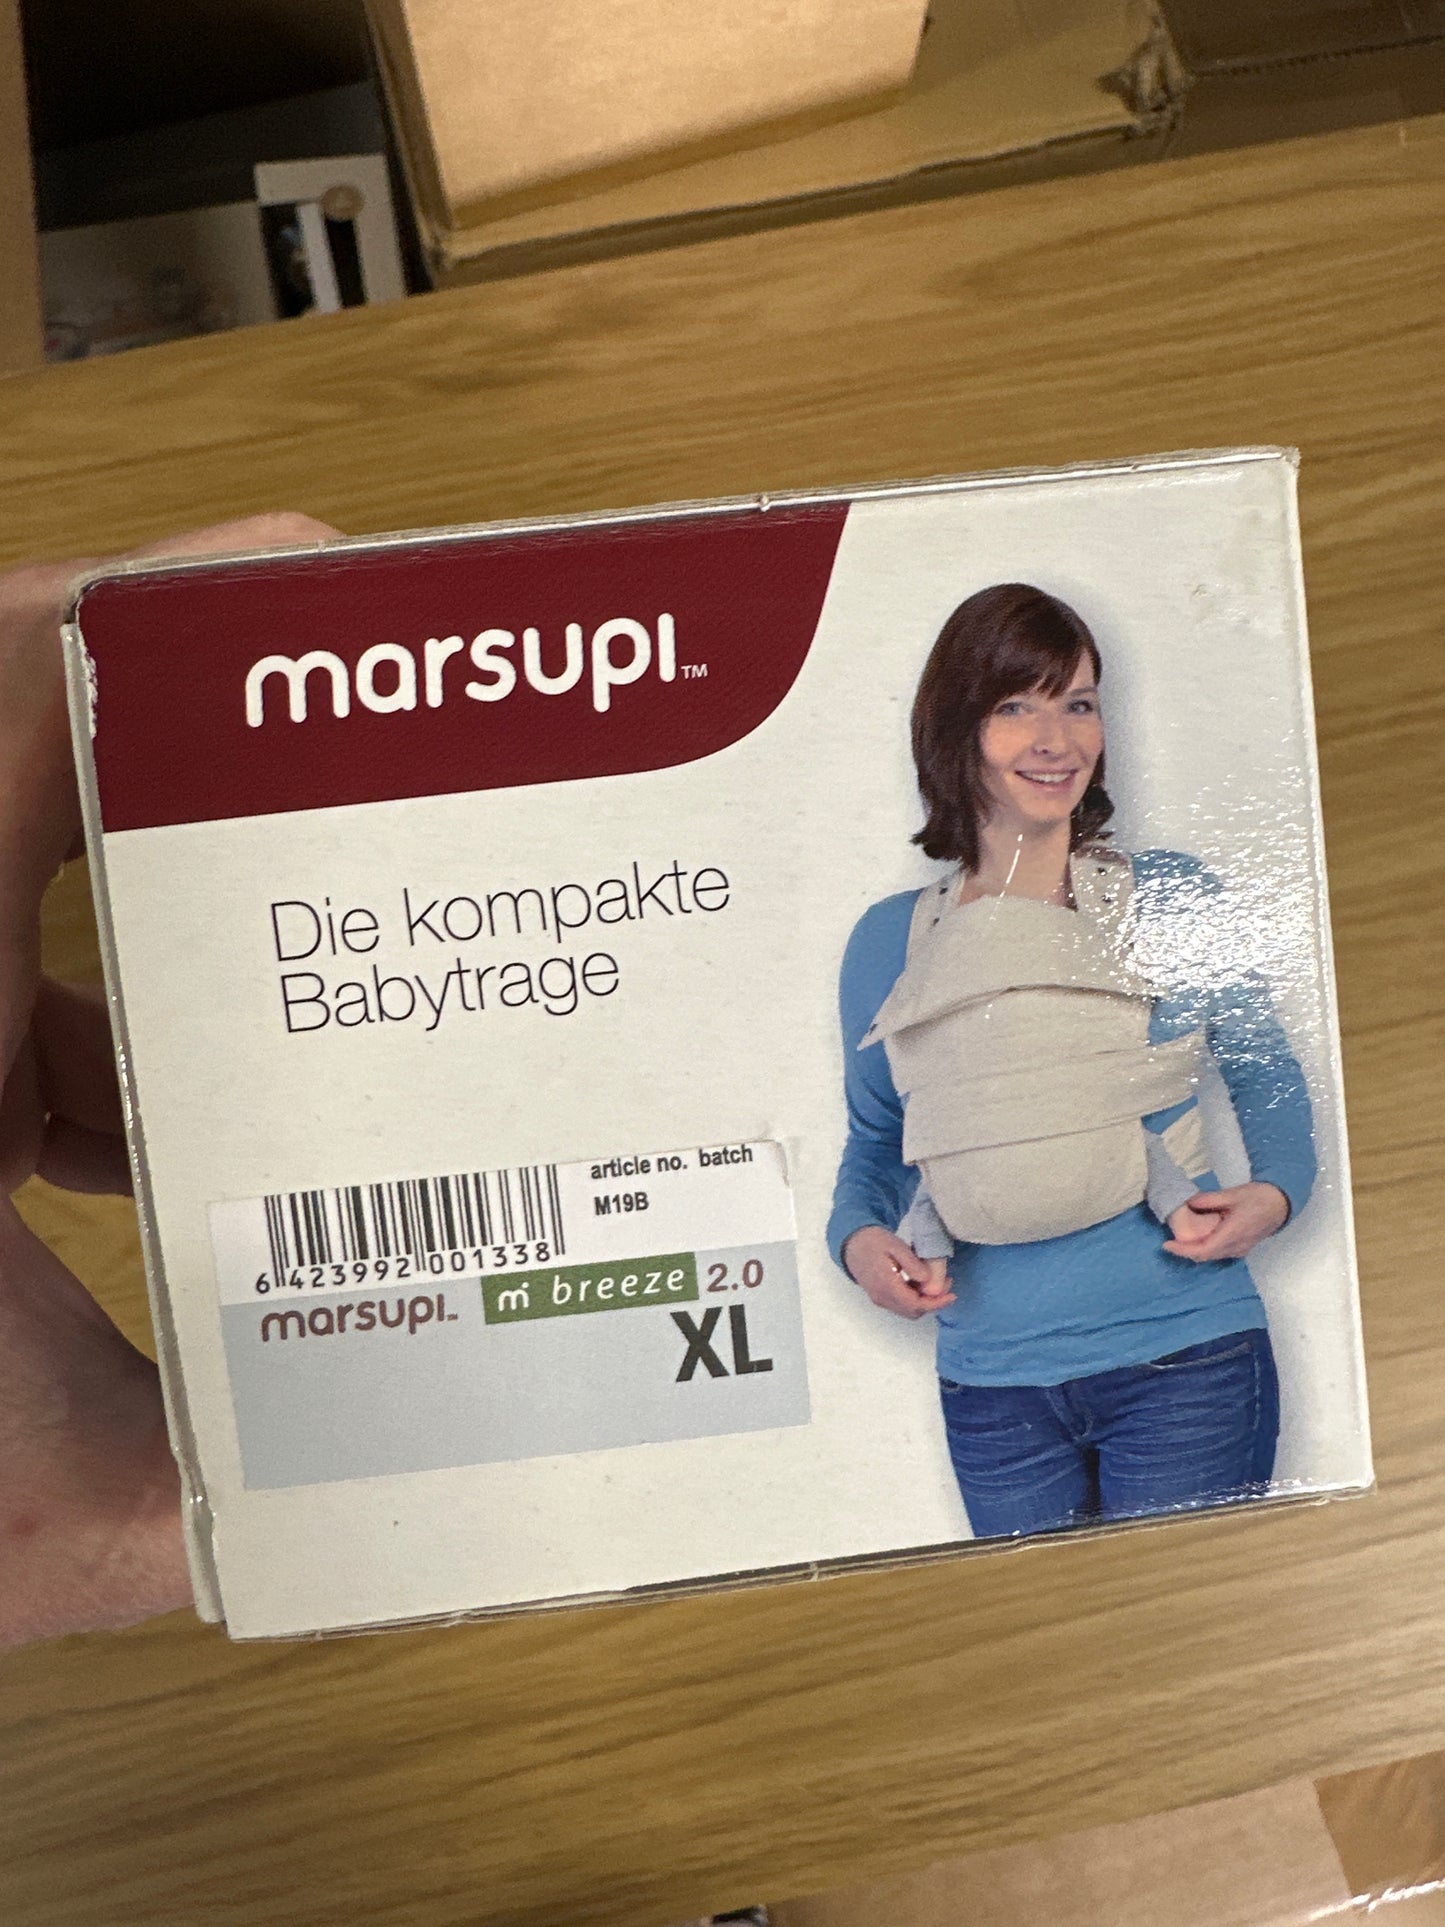 marsupi™
Die kompakte
Babytrage
article no. batch
M19B
6 423992 001338
marsupi™ m breeze 2.0
XL